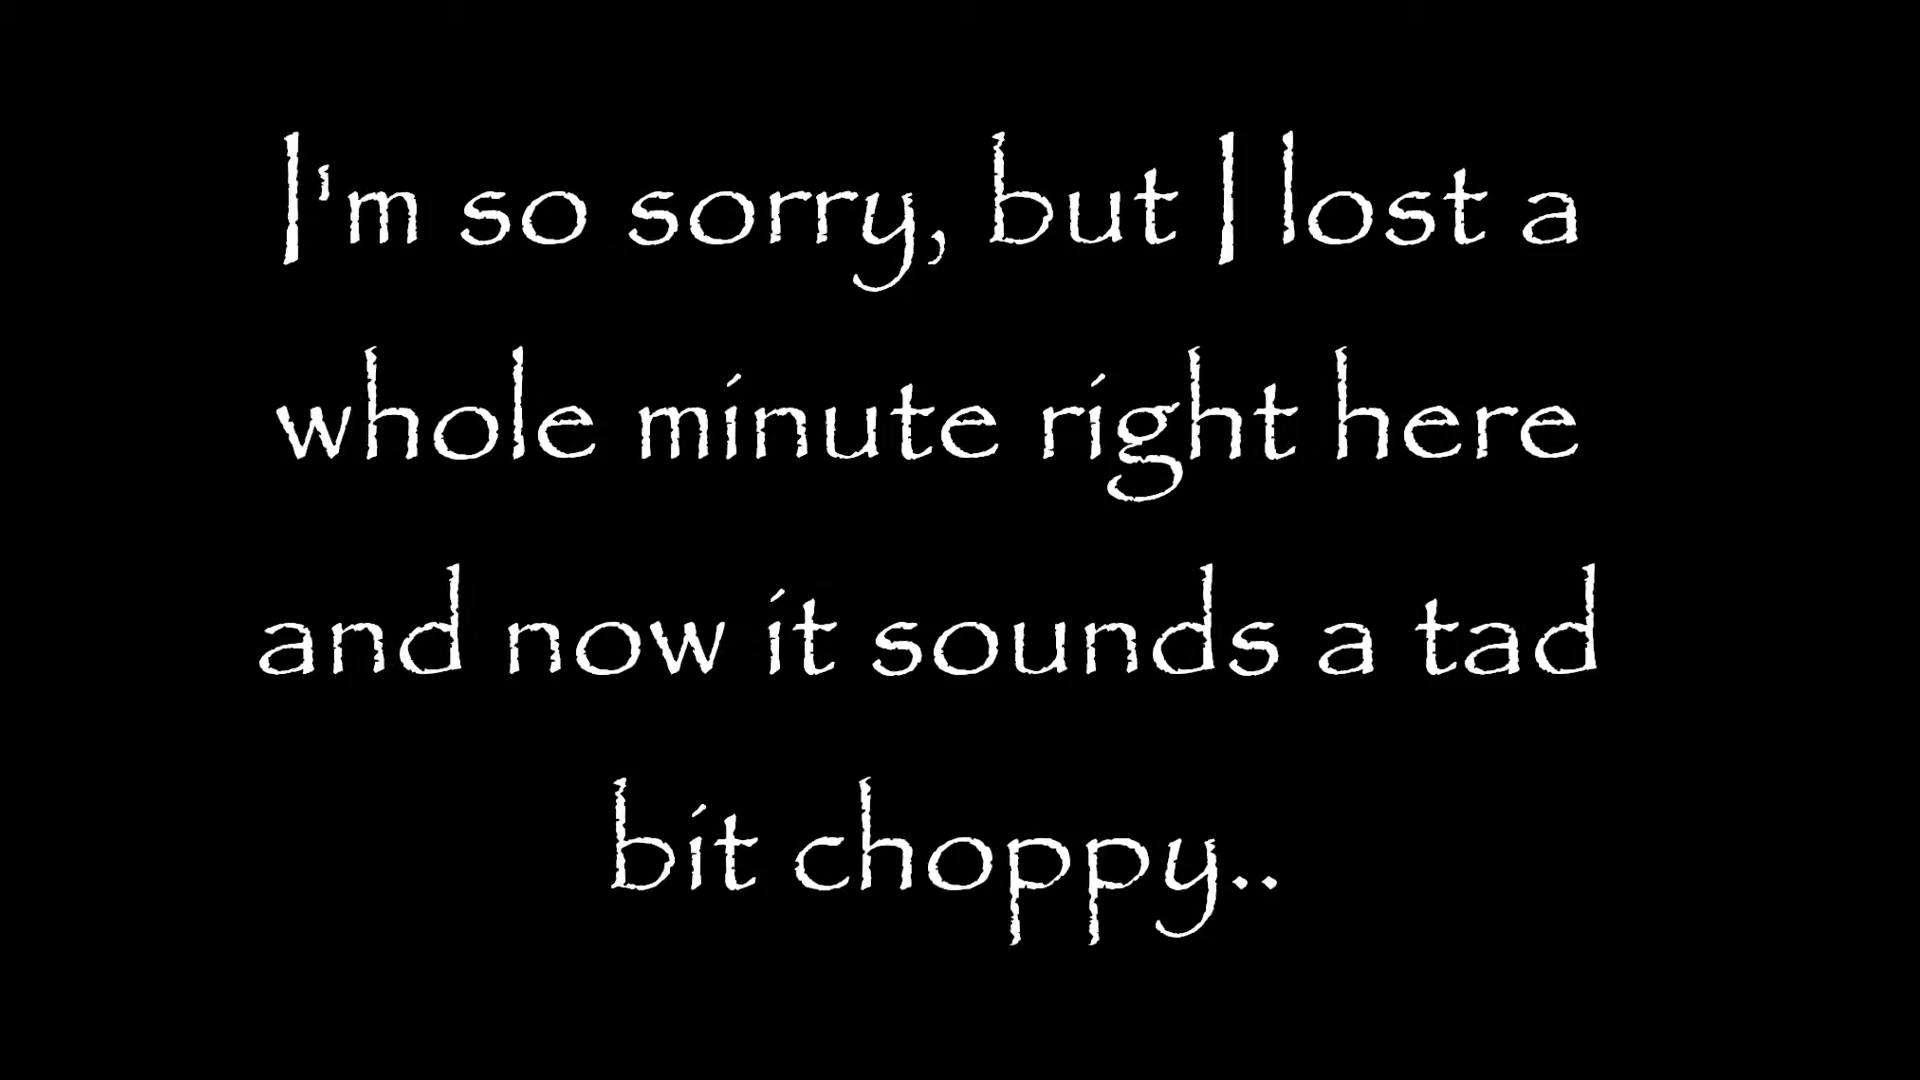 I'm so sorry, but I lost a
whole minute right here
and now it sounds a tad
bit choppy..